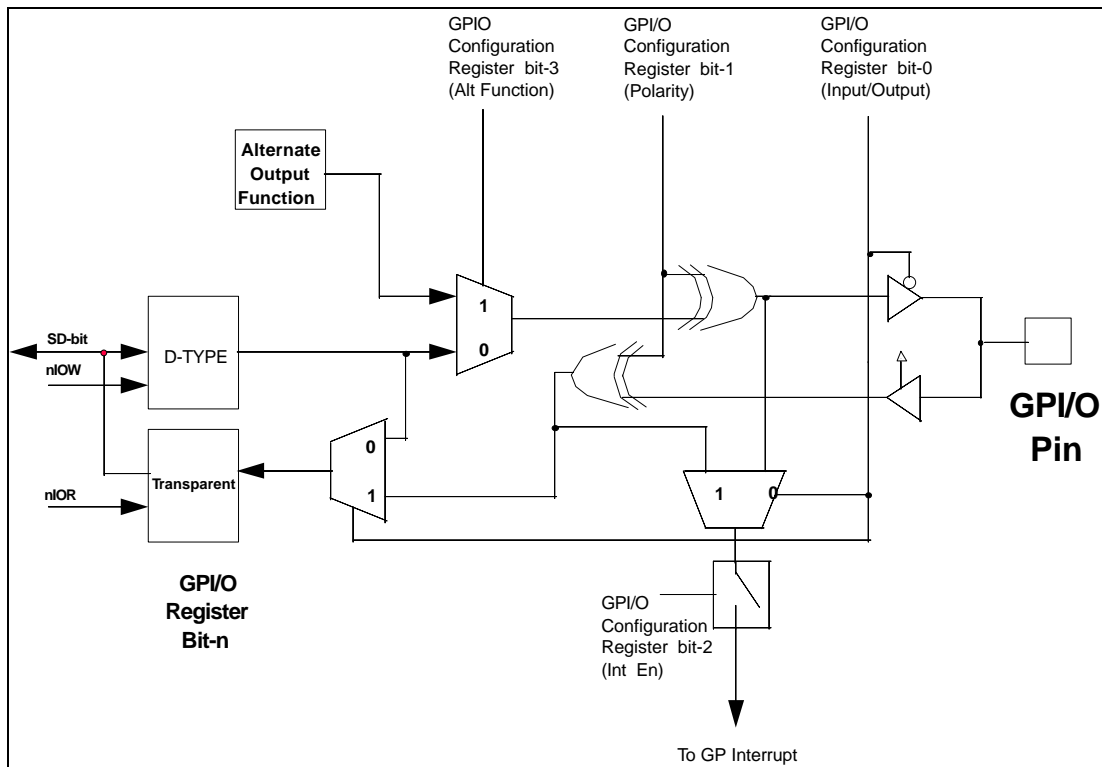 GPIO
Configuration
Register bit-3
(Alt Function)
GPI/O
Configuration
Register bit-1
(Polarity)
GPI/O
Configuration
Register bit-0
(Input/Output)
Alternate
Output
Function
1
0
SD-bit
nIOW
D-TYPE
0
1
Transparent
nIOR
1
0
GPI/O
Pin
GPI/O
Register
Bit-n
GPI/O
Configuration
Register bit-2
(Int En)
To GP Interrupt